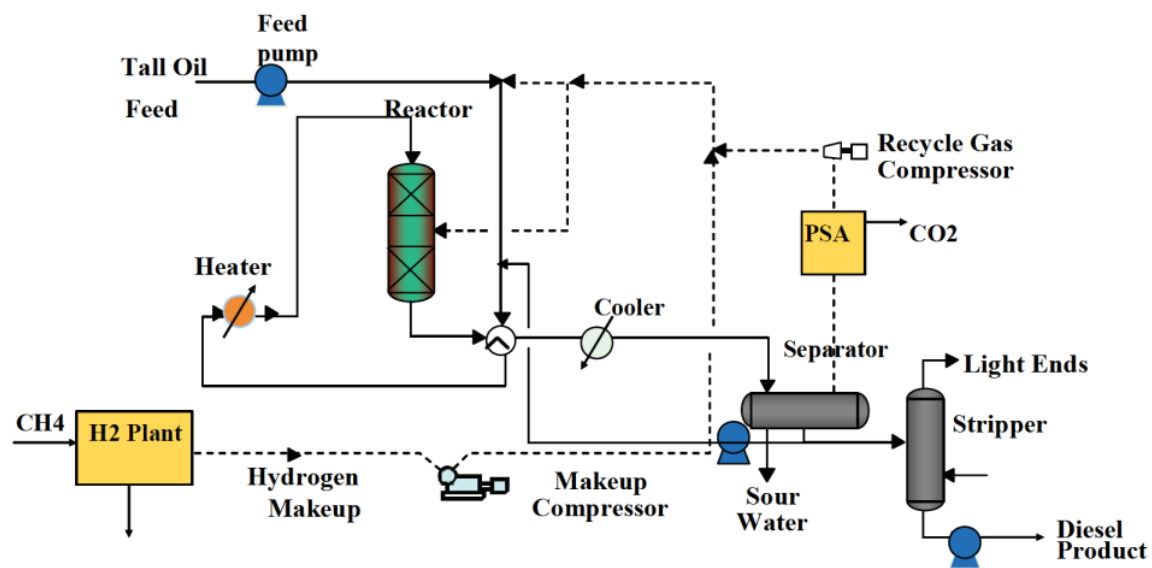 Feed
pump
Tall Oil
Feed
Reactor
Recycle Gas
Compressor
PSA
CO2
Heater
Cooler
Separator
Light Ends
CH4
H2 Plant
Stripper
Hydrogen
Makeup
Makeup
Compressor
Sour
Water
Diesel
Product